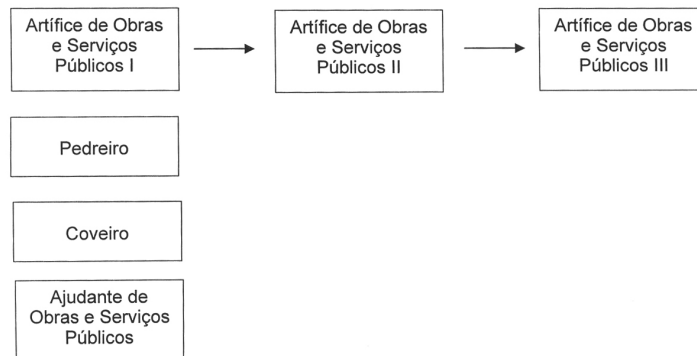 Artífice de Obras
e Serviços
Públicos I
Artífice de Obras
e Serviços
Públicos II
Artífice de Obras
e Serviços
Públicos III
Pedreiro
Coveiro
Ajudante de
Obras e Serviços
Públicos